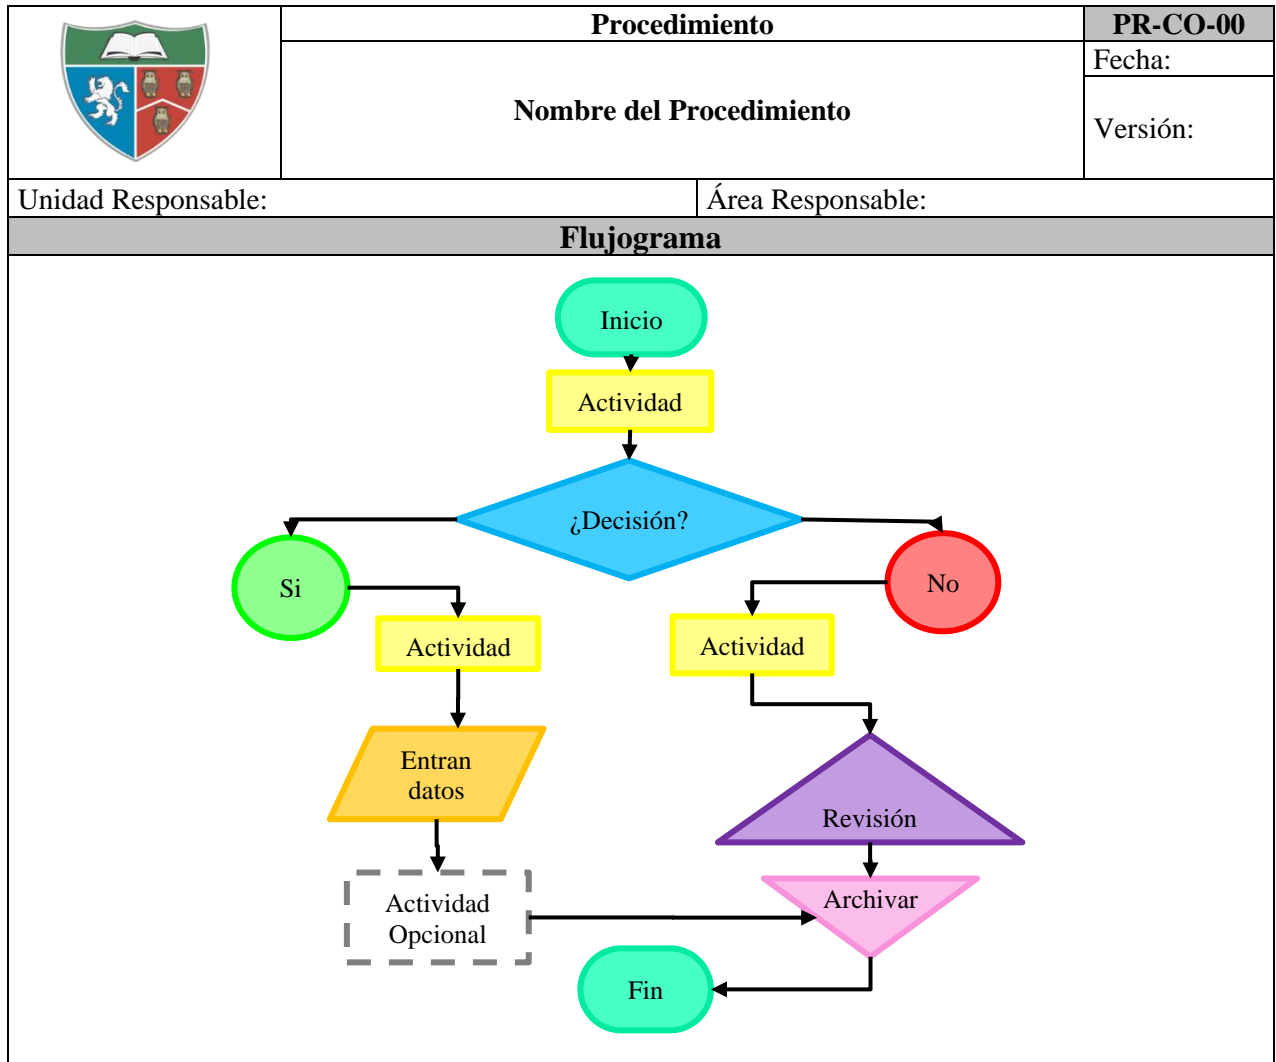 Procedimiento
PR-CO-00
Nombre del Procedimiento
Fecha:
Versión:
Unidad Responsable:
Área Responsable:
Flujograma
Inicio
Actividad
¿Decisión?
Si
No
Actividad
Actividad
Entran
datos
Revisión
Actividad
Opcional
Archivar
Fin